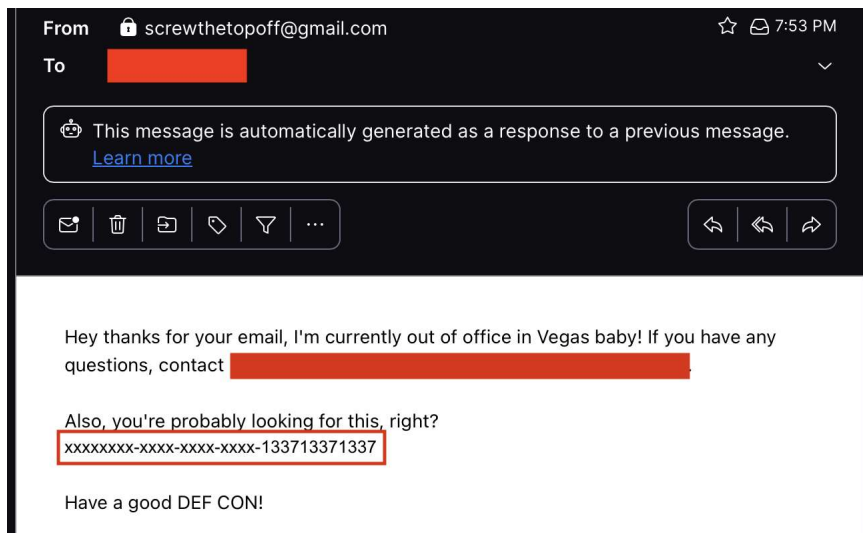 From screwthetopoff@gmail.com 7:53 PM
To
This message is automatically generated as a response to a previous message.
Learn more
Hey thanks for your email, I'm currently out of office in Vegas baby! If you have any
questions, contact .
Also, you're probably looking for this, right?
xxxxxxxx-xxxx-xxxx-xxxx-133713371337
Have a good DEF CON!